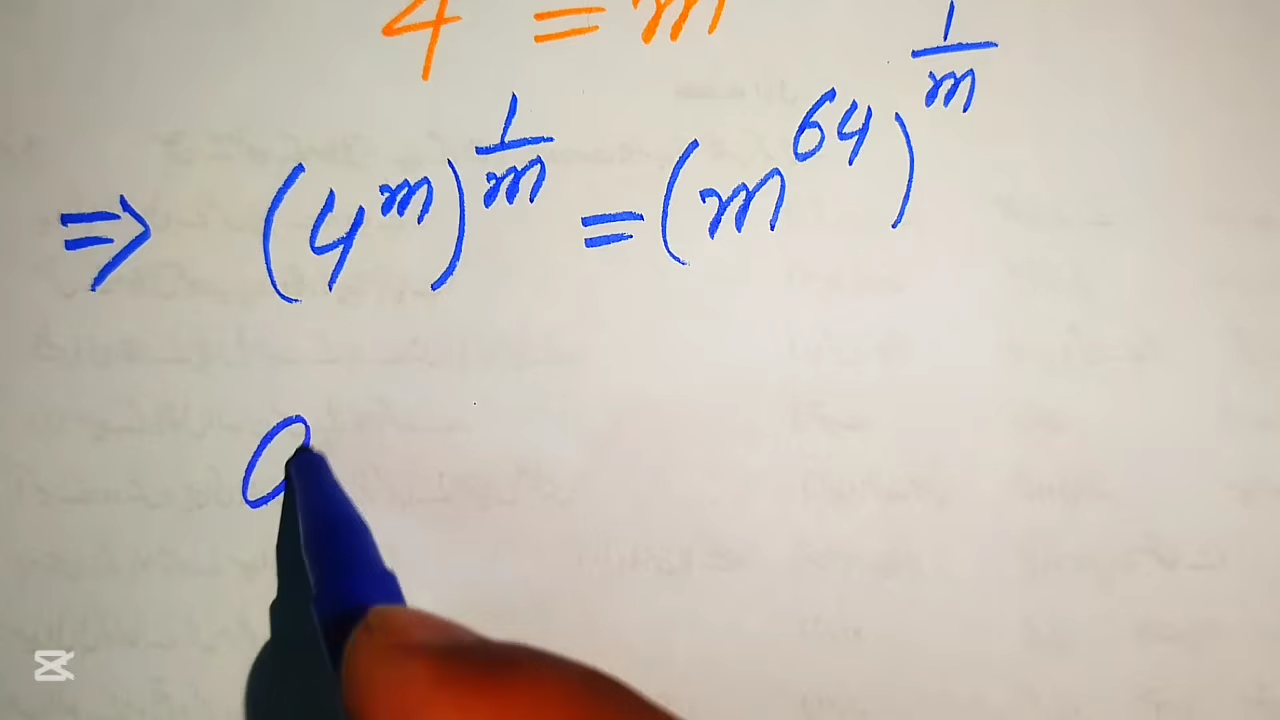 4 = m
⇒ (4^m)^(1/m) = (m^64)^(1/m)